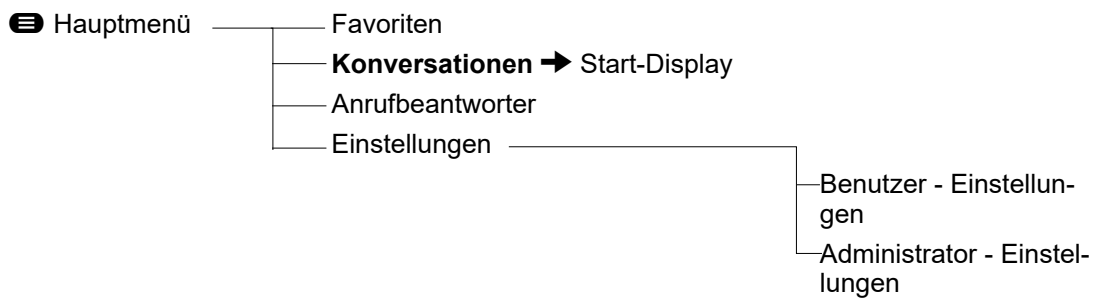 Hauptmenü
Favoriten
Konversationen → Start-Display
Anrufbeantworter
Einstellungen
Benutzer - Einstellun-
gen
Administrator - Einstel-
lungen